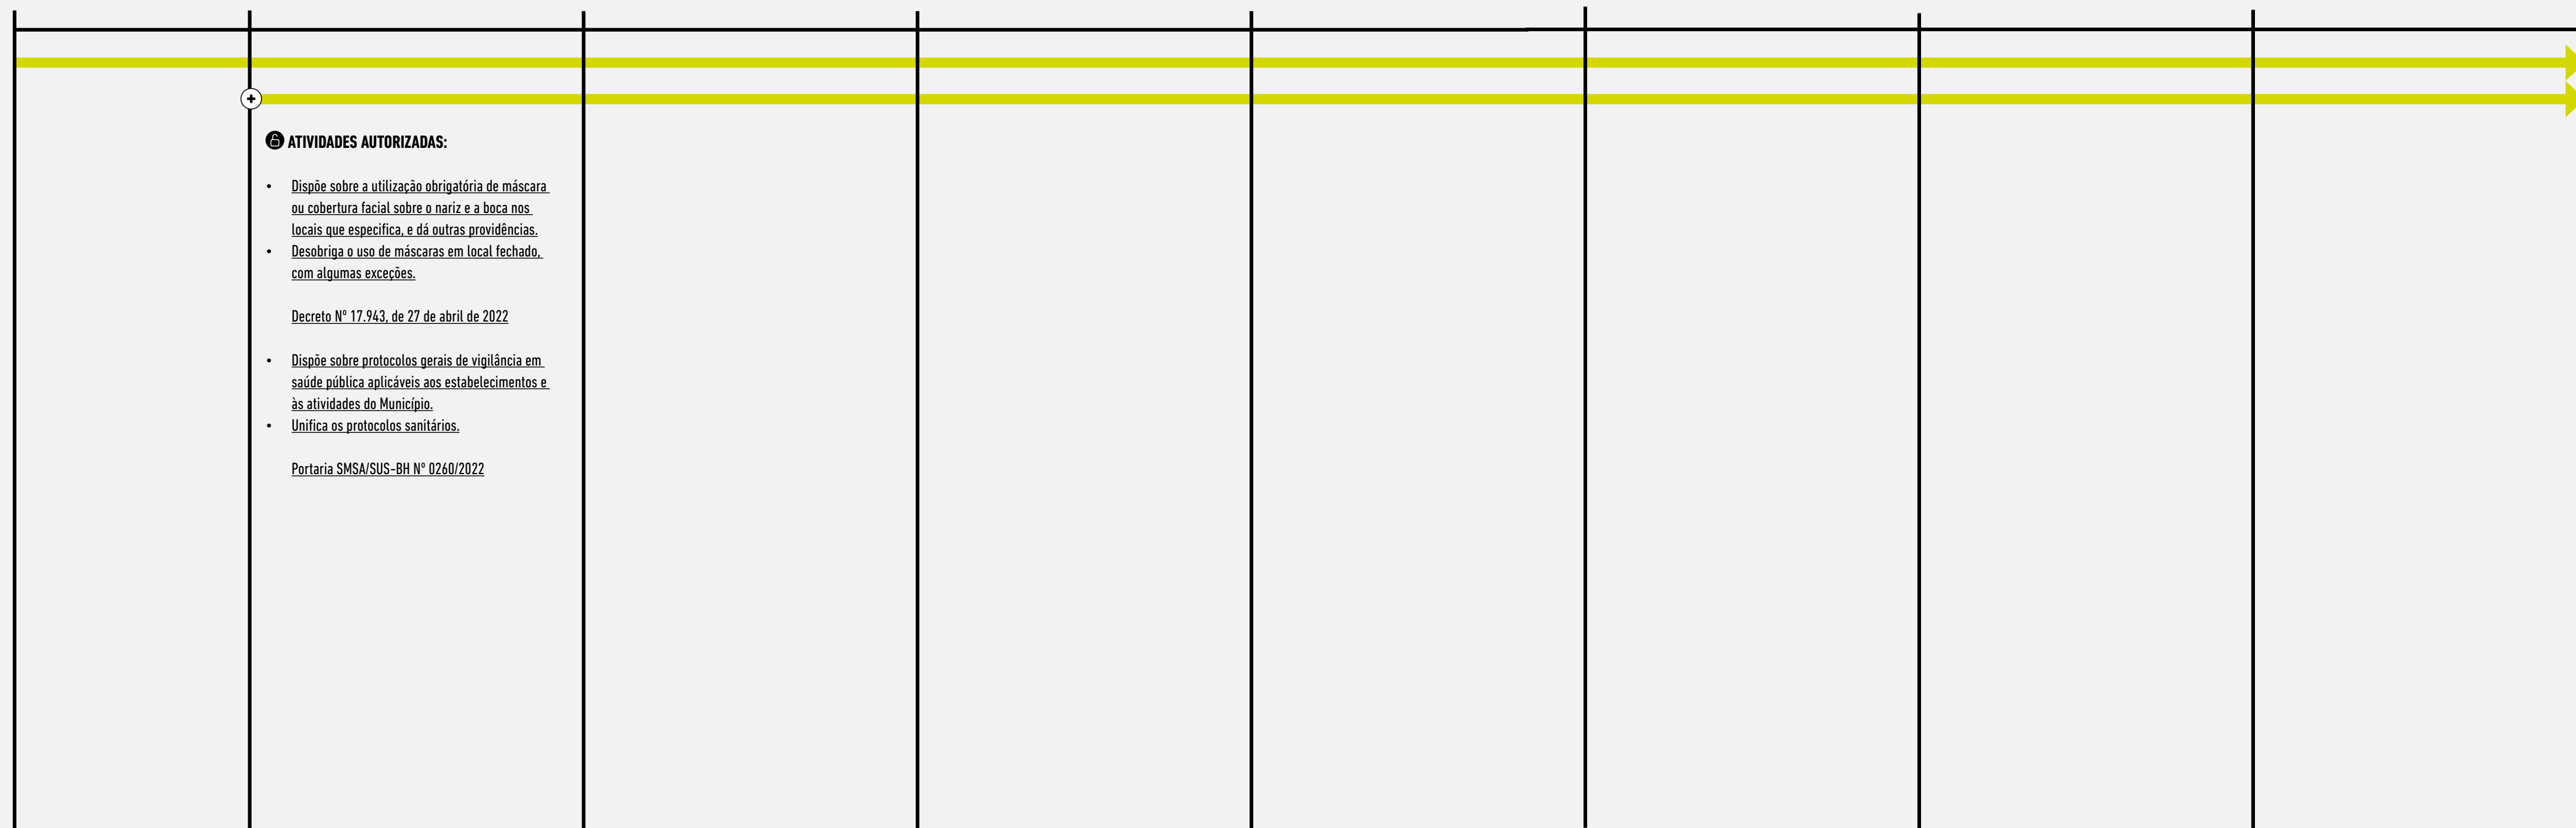 ATIVIDADES AUTORIZADAS:
• Dispõe sobre a utilização obrigatória de máscara
ou cobertura facial sobre o nariz e a boca nos
locais que especifica, e dá outras providências.
• Desobriga o uso de máscaras em local fechado,
com algumas exceções.
Decreto Nº 17.943, de 27 de abril de 2022
• Dispõe sobre protocolos gerais de vigilância em
saúde pública aplicáveis aos estabelecimentos e
às atividades do Município.
• Unifica os protocolos sanitários.
Portaria SMSA/SUS-BH Nº 0260/2022